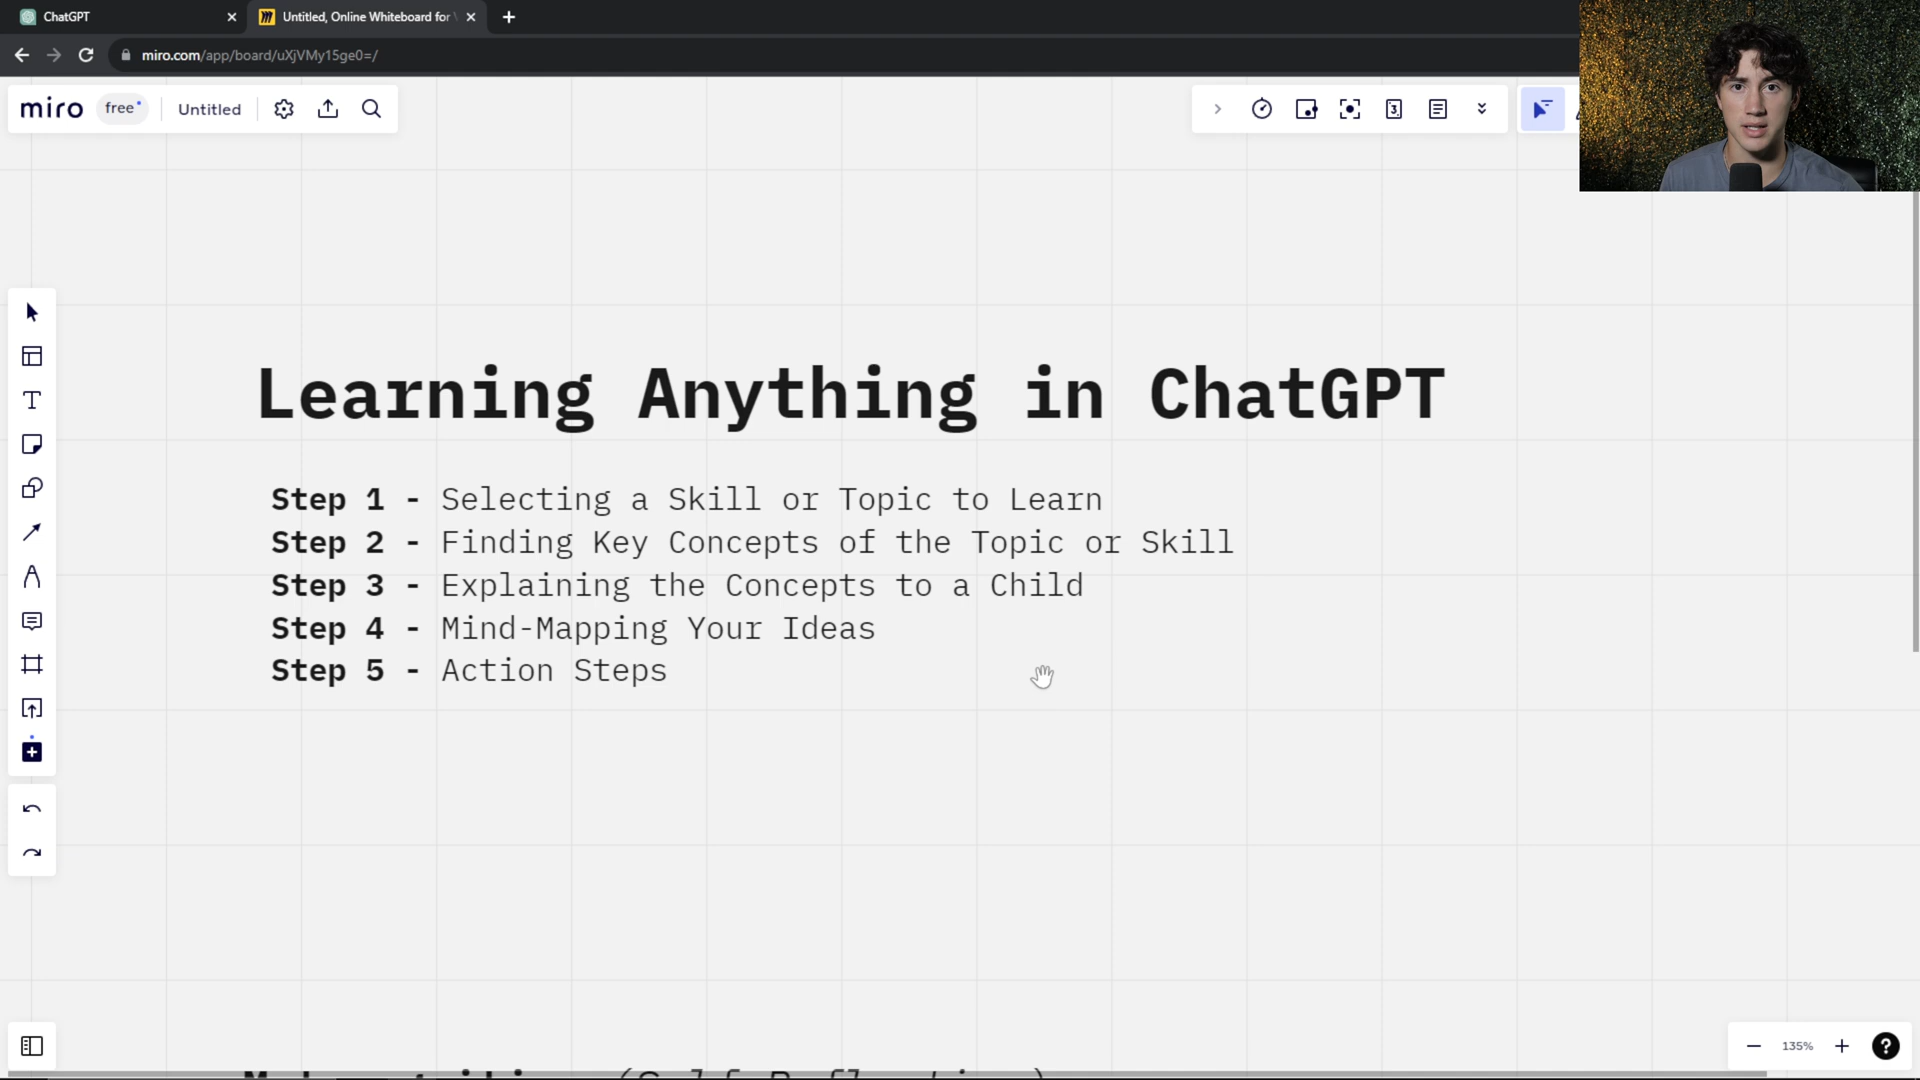 ChatGPT
Untitled, Online Whiteboard for
miro.com/app/board/uXjVMy15ge0=/
miro free Untitled
Learning Anything in ChatGPT
Step 1 - Selecting a Skill or Topic to Learn
Step 2 - Finding Key Concepts of the Topic or Skill
Step 3 - Explaining the Concepts to a Child
Step 4 - Mind-Mapping Your Ideas
Step 5 - Action Steps
135%